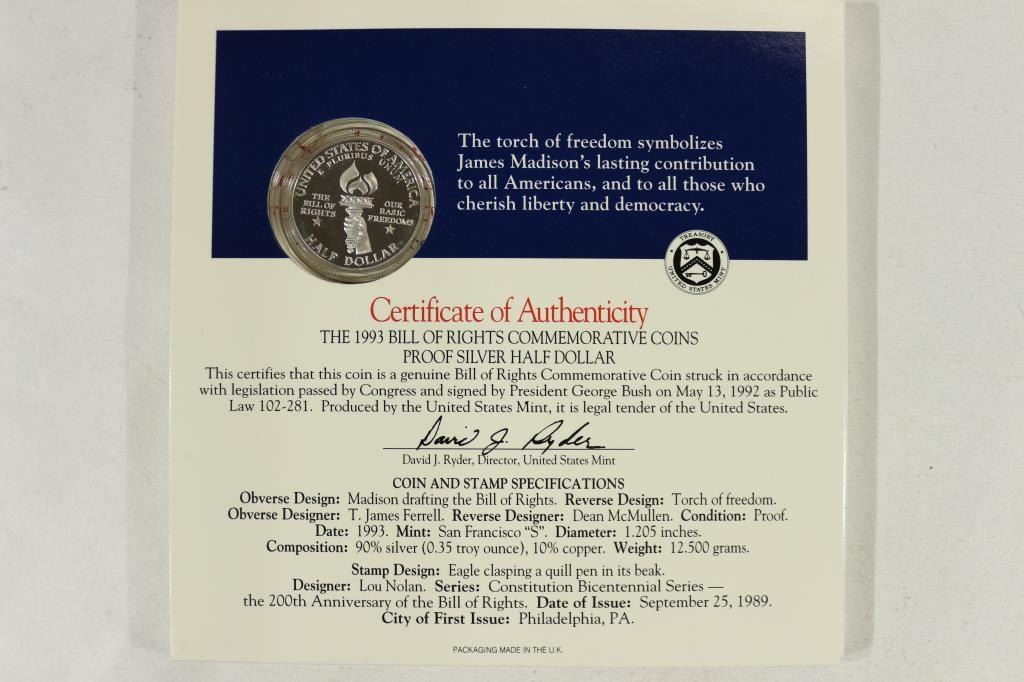 UNITED STATES OF AMERICA
E PLURIBUS UNUM
THE
BILL OF
RIGHTS
OUR
BASIC
FREEDOMS
HALF DOLLAR
The torch of freedom symbolizes
James Madison's lasting contribution
to all Americans, and to all those who
cherish liberty and democracy.
TREASURY
UNITED STATES MINT
Certificate of Authenticity
THE 1993 BILL OF RIGHTS COMMEMORATIVE COINS
PROOF SILVER HALF DOLLAR
This certifies that this coin is a genuine Bill of Rights Commemorative Coin struck in accordance
with legislation passed by Congress and signed by President George Bush on May 13, 1992 as Public
Law 102-281. Produced by the United States Mint, it is legal tender of the United States.
David J. Ryder
David J. Ryder, Director, United States Mint
COIN AND STAMP SPECIFICATIONS
Obverse Design: Madison drafting the Bill of Rights. Reverse Design: Torch of freedom.
Obverse Designer: T. James Ferrell. Reverse Designer: Dean McMullen. Condition: Proof.
Date: 1993. Mint: San Francisco "S". Diameter: 1.205 inches.
Composition: 90% silver (0.35 troy ounce), 10% copper. Weight: 12.500 grams.
Stamp Design: Eagle clasping a quill pen in its beak.
Designer: Lou Nolan. Series: Constitution Bicentennial Series —
the 200th Anniversary of the Bill of Rights. Date of Issue: September 25, 1989.
City of First Issue: Philadelphia, PA.
PACKAGING MADE IN THE U.K.